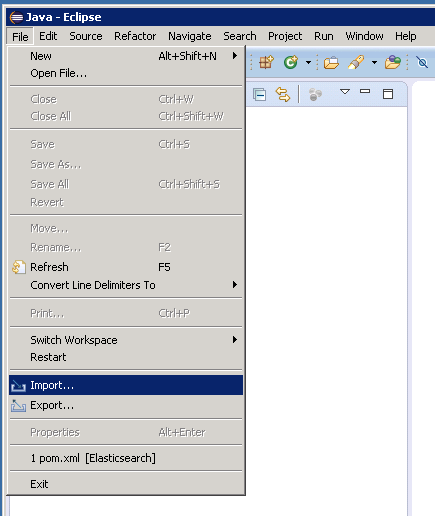 Java - Eclipse
File Edit Source Refactor Navigate Search Project Run Window Help
New Alt+Shift+N
Open File...
Close Ctrl+W
Close All Ctrl+Shift+W
Save Ctrl+S
Save As...
Save All Ctrl+Shift+S
Revert
Move...
Rename... F2
Refresh F5
Convert Line Delimiters To
Print... Ctrl+P
Switch Workspace
Restart
Import...
Export...
Properties Alt+Enter
1 pom.xml [Elasticsearch]
Exit